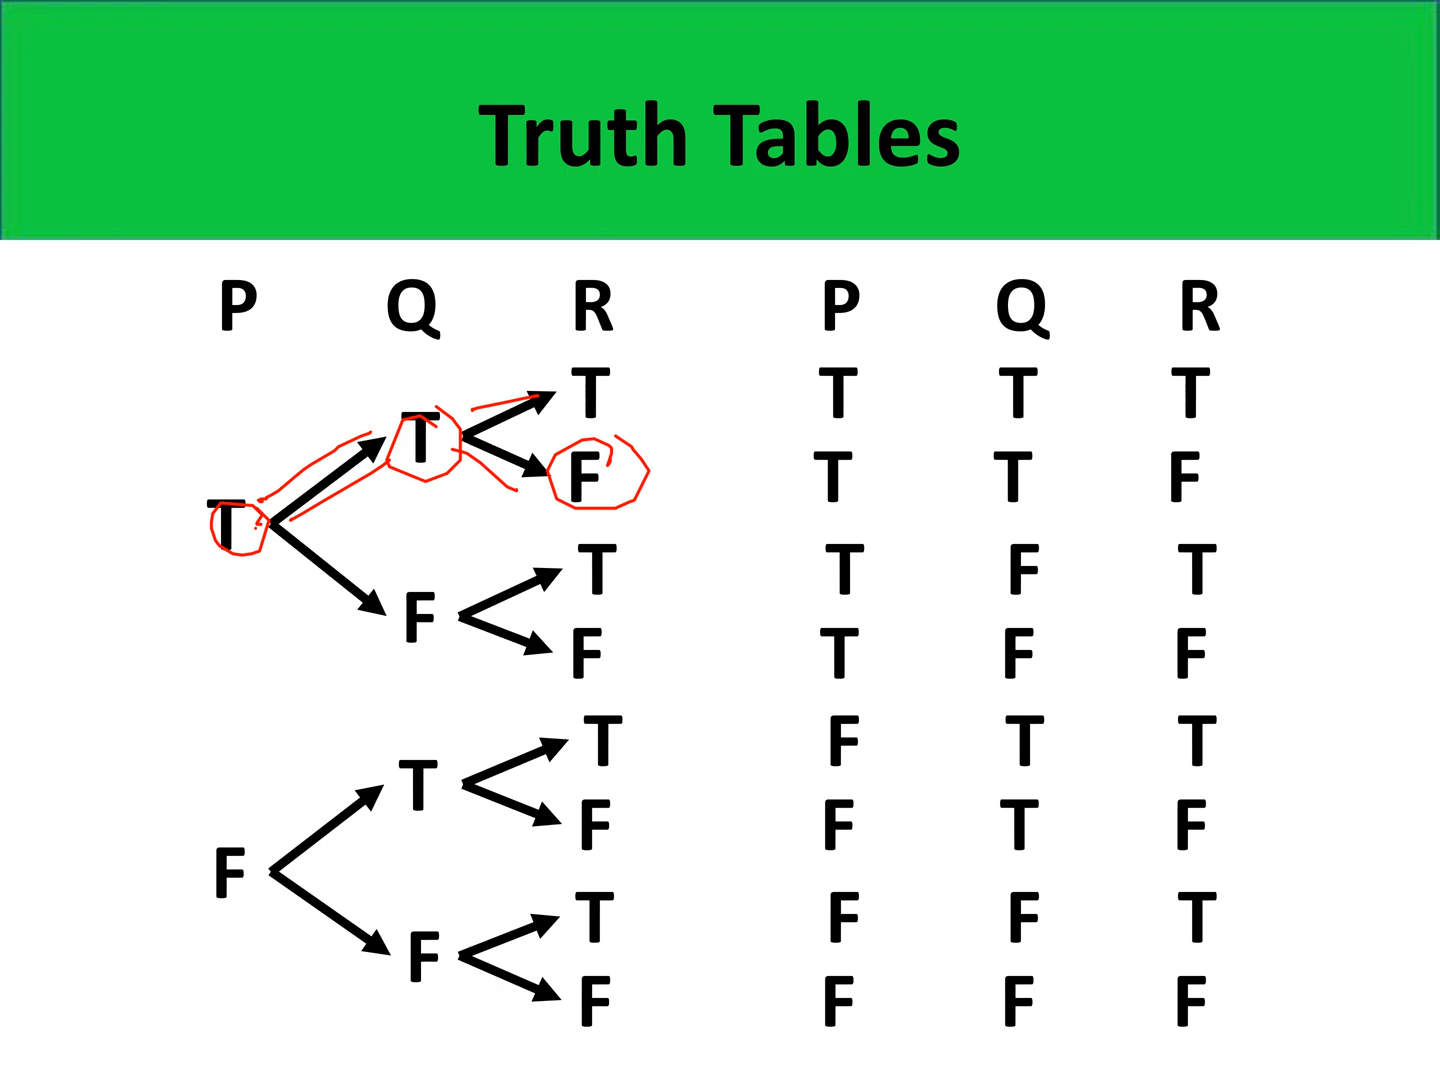 Truth Tables
P Q R P Q R
T T T T
T F T T F
T T T F T
F F T F F
T F T T
T F F T F
F T F F T
F F F F F